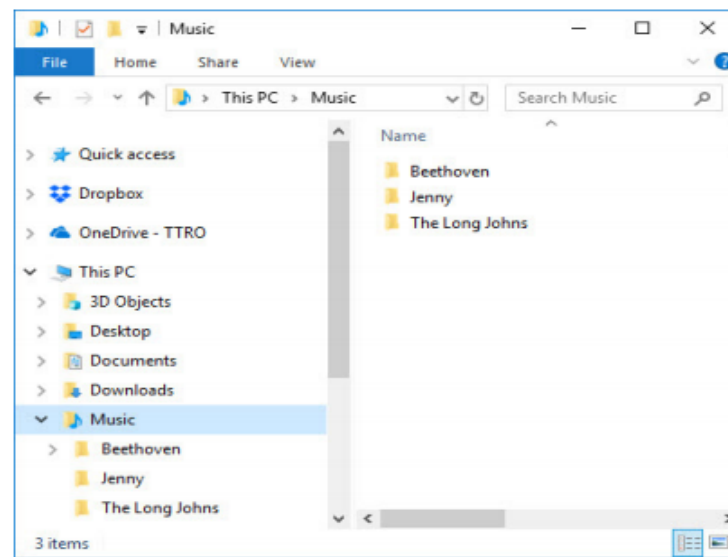 Music
File Home Share View
This PC > Music Search Music
Name
Quick access
Dropbox
OneDrive - TTRO
This PC
3D Objects
Desktop
Documents
Downloads
Music
Beethoven
Jenny
The Long Johns
Beethoven
Jenny
The Long Johns
3 items